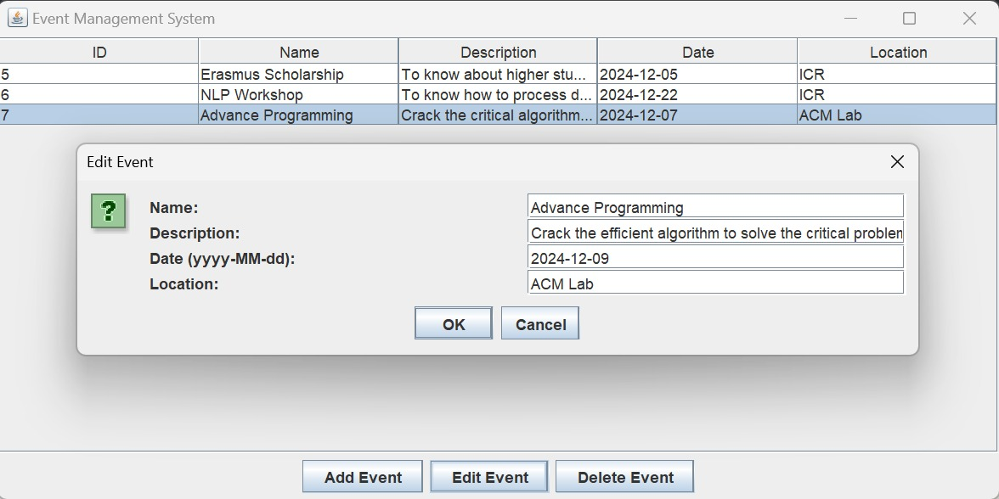 Event Management System
ID Name Description Date Location
5 Erasmus Scholarship To know about higher stu... 2024-12-05 ICR
6 NLP Workshop To know how to process d... 2024-12-22 ICR
7 Advance Programming Crack the critical algorithm... 2024-12-07 ACM Lab
Edit Event
?
Name: Advance Programming
Description: Crack the efficient algorithm to solve the critical problem
Date (yyyy-MM-dd): 2024-12-09
Location: ACM Lab
OK Cancel
Add Event Edit Event Delete Event